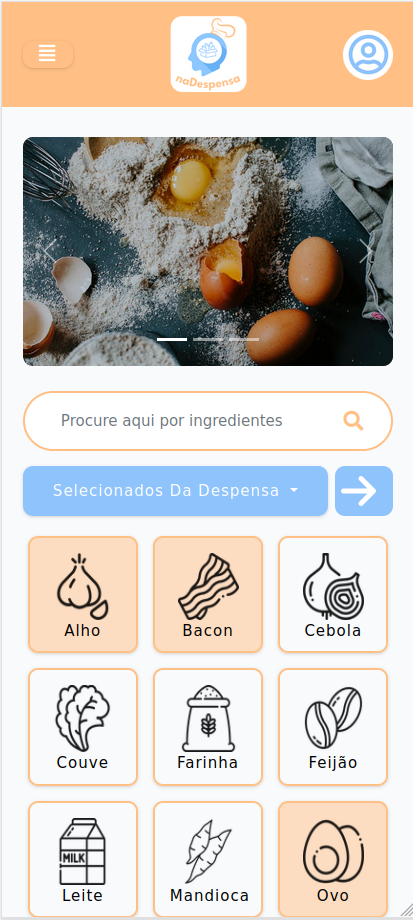 naDespensa
Procure aqui por ingredientes
Selecionados Da Despensa
Alho
Bacon
Cebola
Couve
Farinha
Feijão
MILK
Leite
Mandioca
Ovo